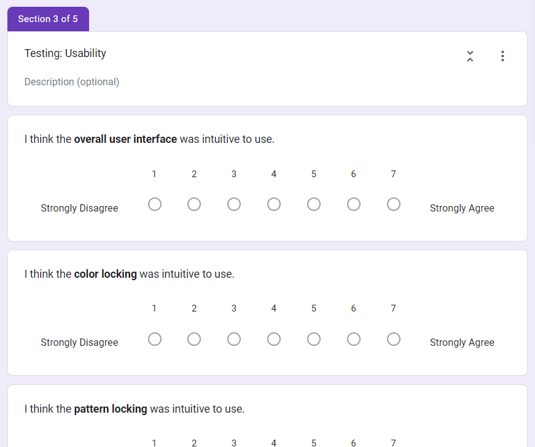 Section 3 of 5
Testing: Usability
Description (optional)
I think the overall user interface was intuitive to use.
1 2 3 4 5 6 7
Strongly Disagree Strongly Agree
I think the color locking was intuitive to use.
1 2 3 4 5 6 7
Strongly Disagree Strongly Agree
I think the pattern locking was intuitive to use.
1 2 3 4 5 6 7